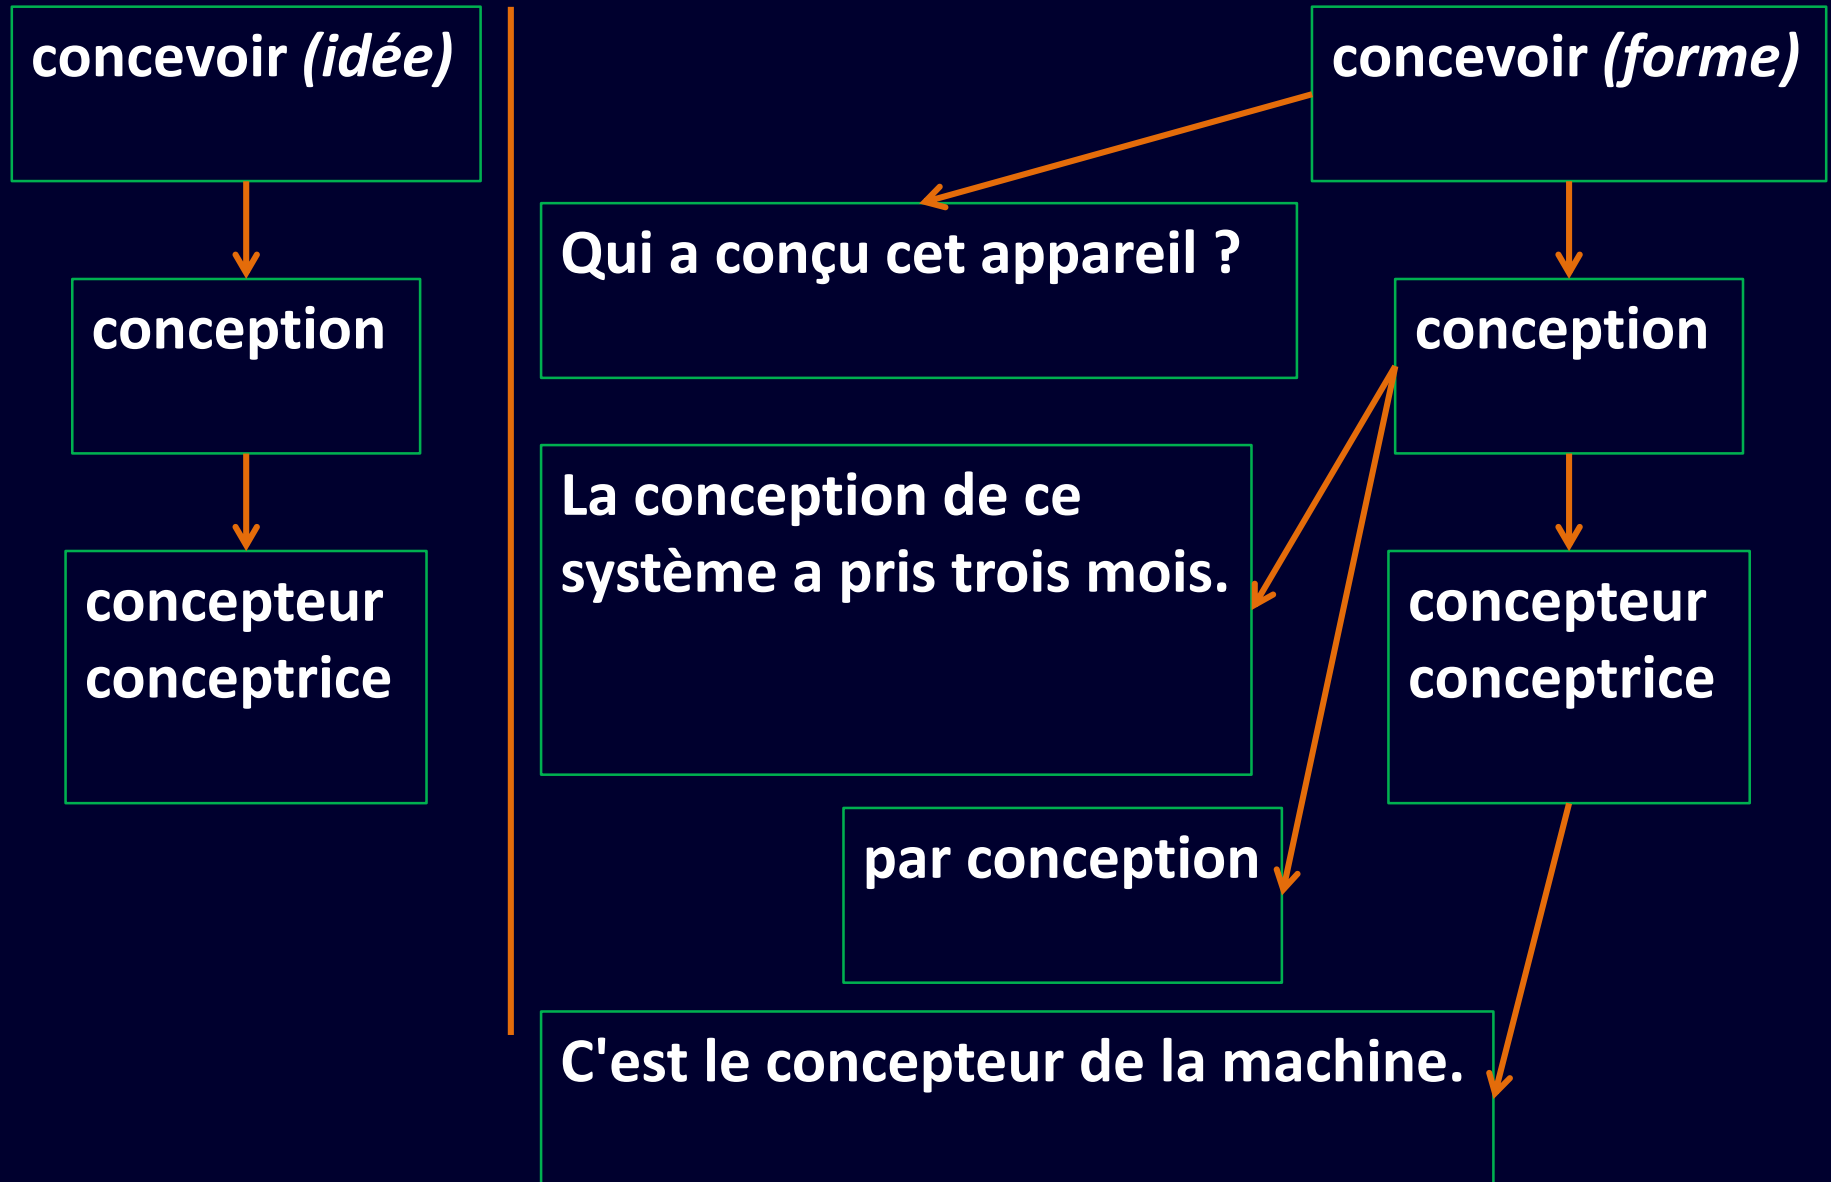 concevoir (idée)
conception
concepteur
conceptrice
concevoir (forme)
Qui a conçu cet appareil ?
conception
La conception de ce
système a pris trois mois.
concepteur
conceptrice
par conception
C'est le concepteur de la machine.